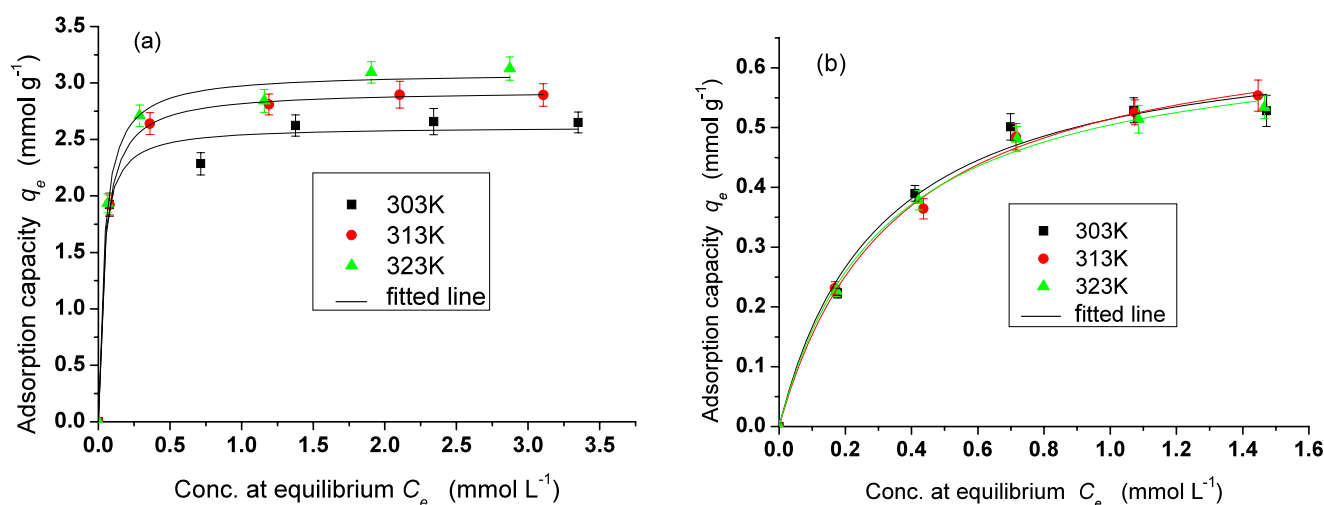 (a)
Adsorption capacity q_e (mmol g^-1)
3.5
3.0
2.5
2.0
1.5
1.0
0.5
0.0
303K
313K
323K
fitted line
0.0 0.5 1.0 1.5 2.0 2.5 3.0 3.5
Conc. at equilibrium C_e (mmol L^-1)
(b)
Adsorption capacity q_e (mmol g^-1)
0.6
0.5
0.4
0.3
0.2
0.1
0.0
303K
313K
323K
fitted line
0.0 0.2 0.4 0.6 0.8 1.0 1.2 1.4 1.6
Conc. at equilibrium C_e (mmol L^-1)